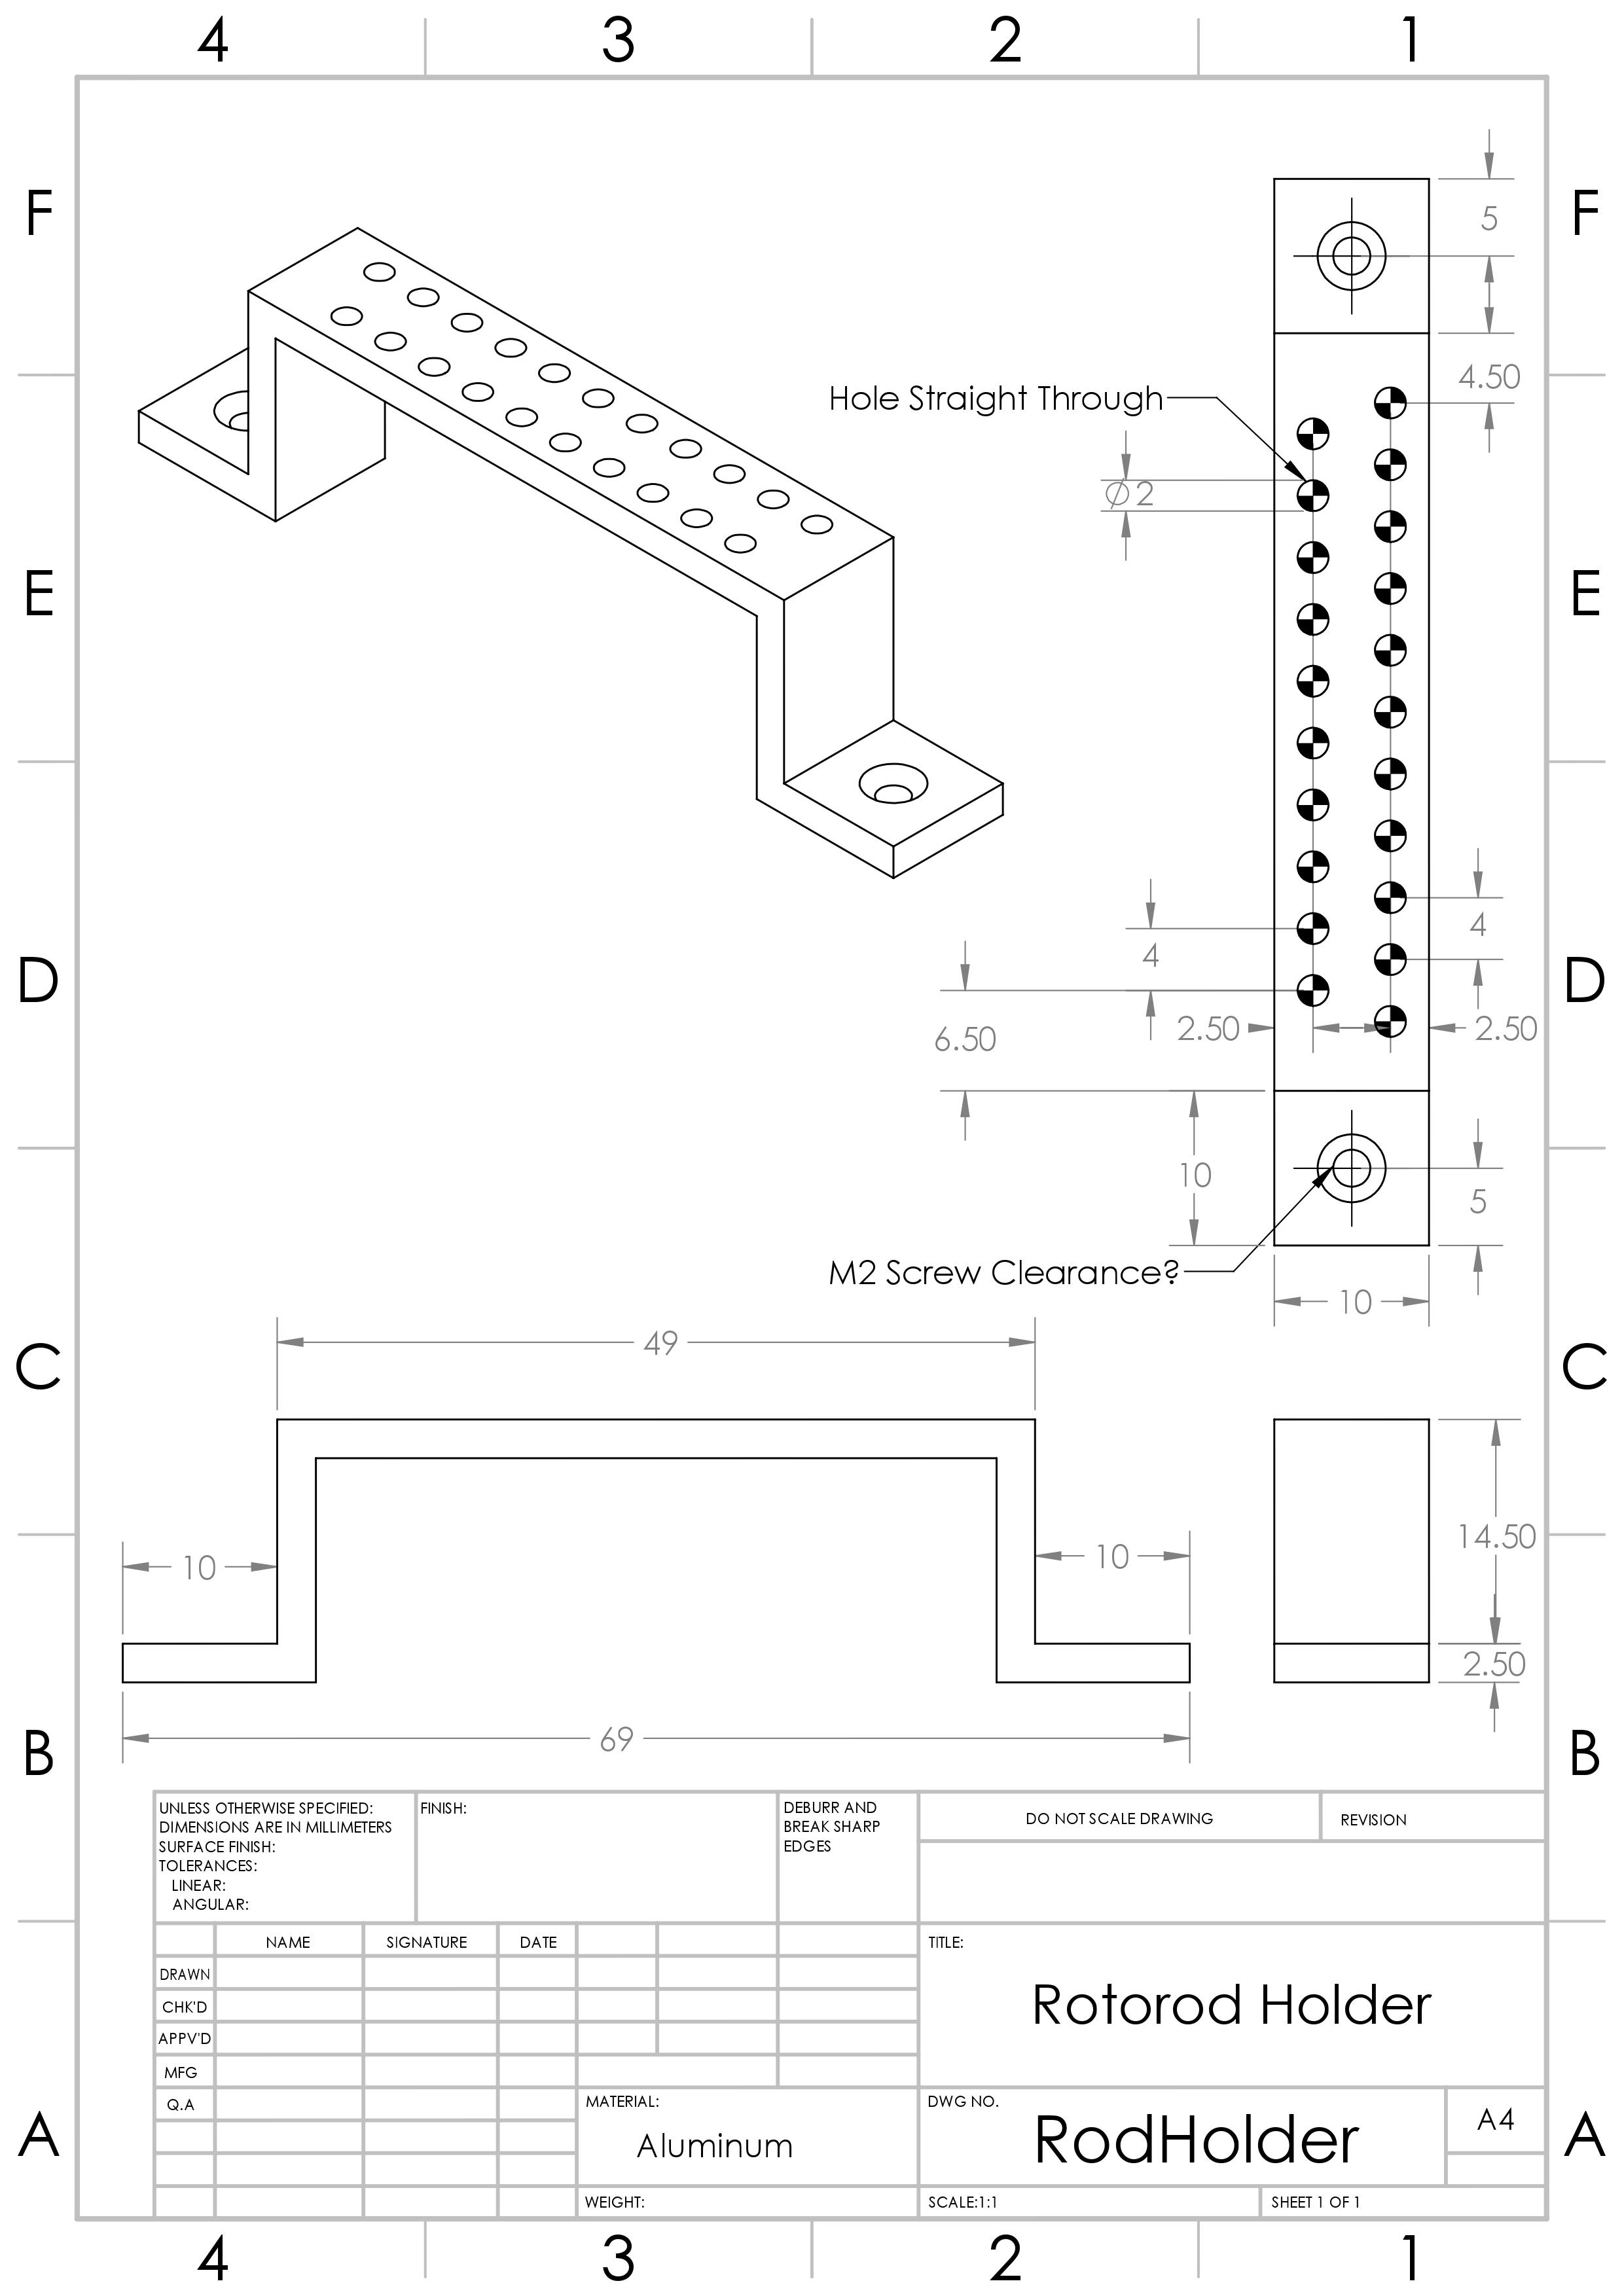 4 3 2 1
F F
5
4.50
Hole Straight Through
⌀2
E E
4
4
D D
2.50 2.50
6.50
10
5
M2 Screw Clearance?
10
49
C C
14.50
10 10
2.50
69
B B
UNLESS OTHERWISE SPECIFIED:
DIMENSIONS ARE IN MILLIMETERS
SURFACE FINISH:
TOLERANCES:
LINEAR:
ANGULAR:
FINISH:
DEBURR AND
BREAK SHARP
EDGES
DO NOT SCALE DRAWING
REVISION
NAME SIGNATURE DATE
DRAWN
CHK'D
APPV'D
MFG
Q.A
TITLE:
Rotorod Holder
MATERIAL:
Aluminum
DWG NO.
RodHolder
A4
WEIGHT:
SCALE:1:1
SHEET 1 OF 1
A A
4 3 2 1